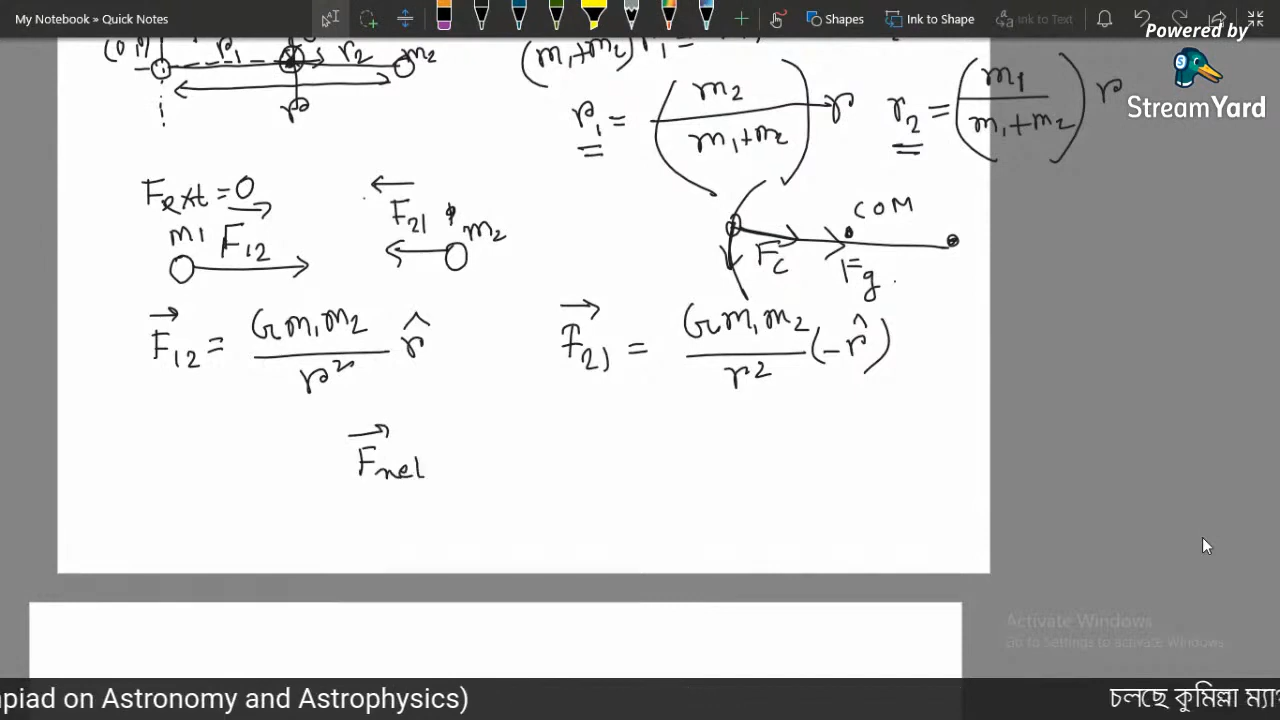 My Notebook » Quick Notes
Shapes
Ink to Shape
Ink to Text
Powered by
StreamYard
r1 r2 m2
r
(m1+m2) r1 =
r1 = (m2 / m1+m2) r
r2 = (m1 / m1+m2) r
Fext = 0
m1 F12
F21 m2
COM
Fc Fg
F12 = Gm1m2 / r² r̂
F21 = Gm1m2 / r² (-r̂)
Fnet
Activate Windows
Go to Settings to activate Windows.
piad on Astronomy and Astrophysics)
চলছে কুমিল্লা